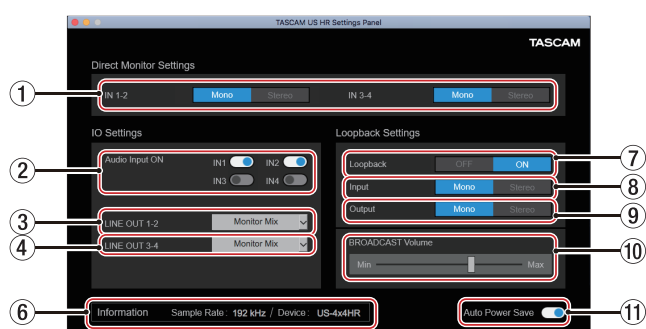 TASCAM US HR Settings Panel
TASCAM
Direct Monitor Settings
1 IN 1-2 Mono Stereo IN 3-4 Mono Stereo
IO Settings Loopback Settings
2 Audio Input ON IN1 IN2
IN3 IN4
Loopback OFF ON 7
Input Mono Stereo 8
Output Mono Stereo 9
3 LINE OUT 1-2 Monitor Mix
4 LINE OUT 3-4 Monitor Mix
BROADCAST Volume
Min Max 10
6 Information Sample Rate : 192 kHz / Device : US-4x4HR
Auto Power Save 11